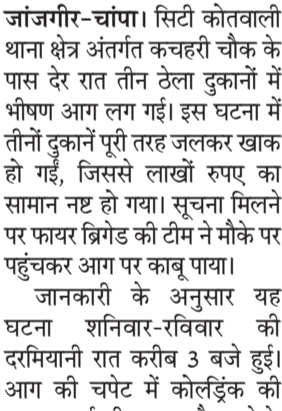 जांजगीर-चांपा। सिटी कोतवाली
थाना क्षेत्र अंतर्गत कचहरी चौक के
पास देर रात तीन ठेला दुकानों में
भीषण आग लग गई। इस घटना में
तीनों दुकानें पूरी तरह जलकर खाक
हो गईं, जिससे लाखों रुपए का
सामान नष्ट हो गया। सूचना मिलने
पर फायर ब्रिगेड की टीम ने मौके पर
पहुंचकर आग पर काबू पाया।
जानकारी के अनुसार यह
घटना शनिवार-रविवार की
दरमियानी रात करीब 3 बजे हुई।
आग की चपेट में कोल्ड्रिंक की